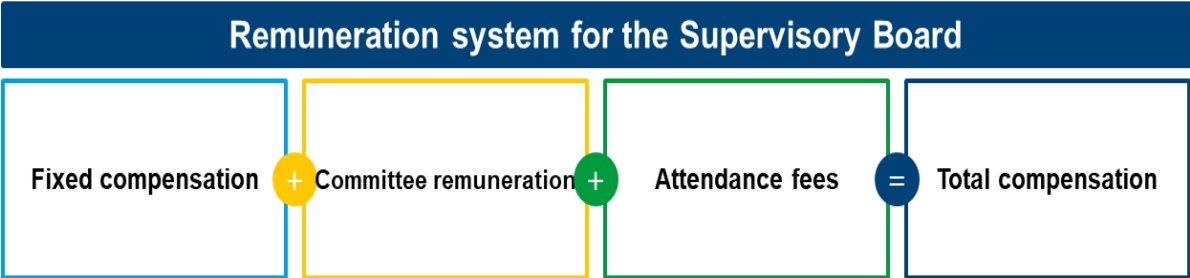 Remuneration system for the Supervisory Board
Fixed compensation + Committee remuneration + Attendance fees = Total compensation